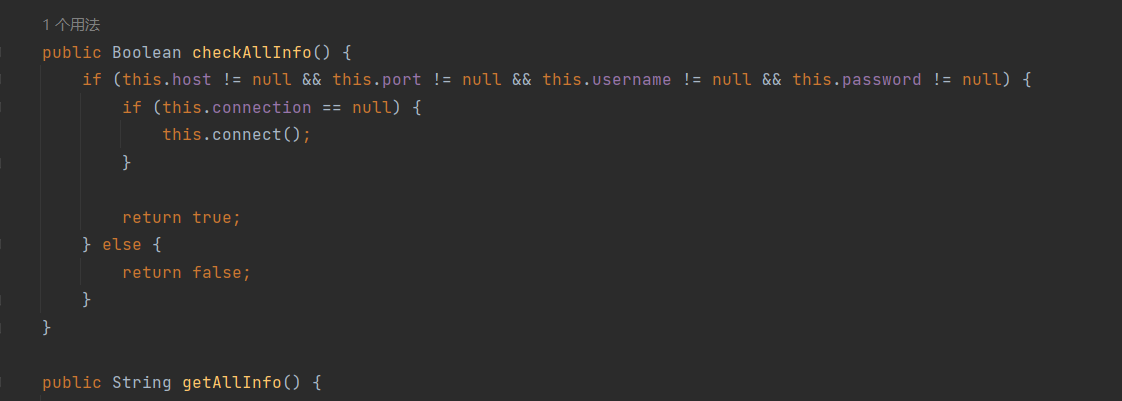 1 个用法
public Boolean checkAllInfo() {
if (this.host != null && this.port != null && this.username != null && this.password != null) {
if (this.connection == null) {
this.connect();
}
return true;
} else {
return false;
}
}
public String getAllInfo() {